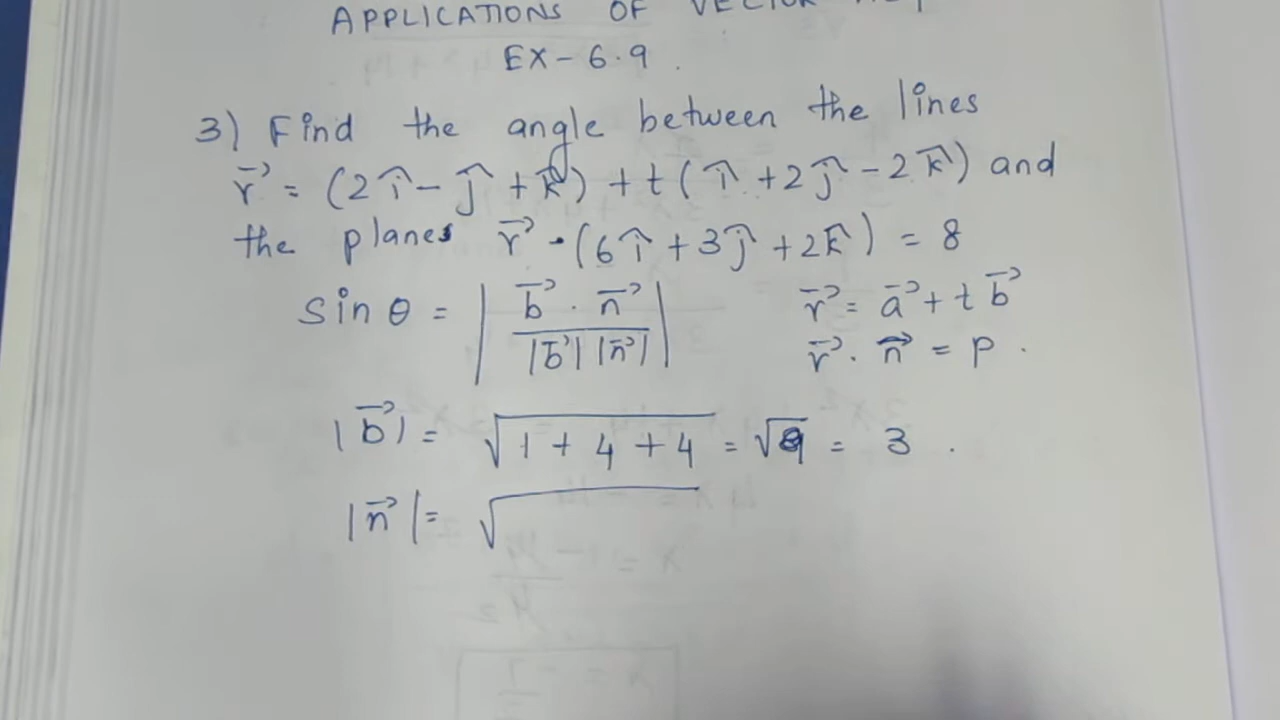 APPLICATIONS OF VECTOR
EX-6.9.
3) Find the angle between the lines
r⃗ = (2î - ĵ + k̂) + t(î + 2ĵ - 2k̂) and
the planes r⃗ · (6î + 3ĵ + 2k̂) = 8
sin θ = | b⃗ · n⃗ / |b⃗| |n⃗| | r⃗ = a⃗ + t b⃗
r⃗ · n⃗ = p .
|b⃗| = √(1 + 4 + 4) = √9 = 3 .
|n⃗| = √